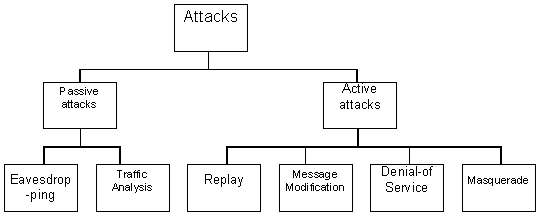 Attacks
Passive
attacks
Active
attacks
Eavesdrop
-ping
Traffic
Analysis
Replay
Message
Modification
Denial-of
Service
Masquerade